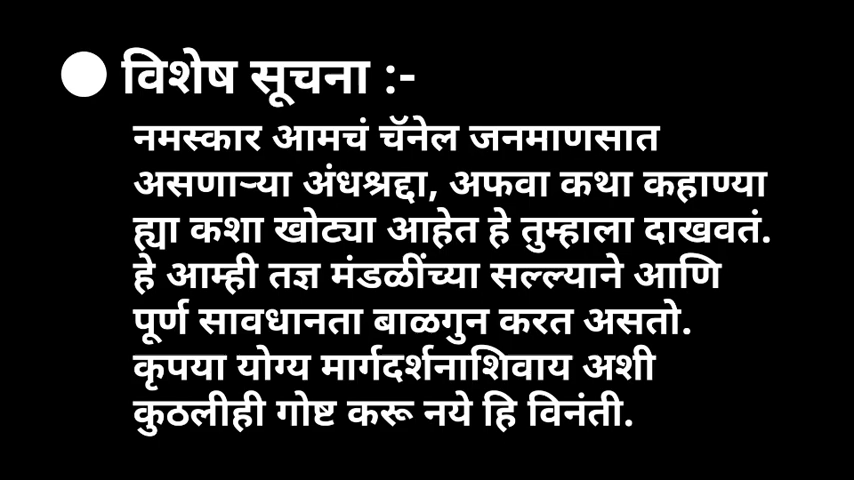 विशेष सूचना :-
नमस्कार आमचं चॅनेल जनमाणसात
असणाऱ्या अंधश्रद्दा, अफवा कथा कहाण्या
ह्या कशा खोट्या आहेत हे तुम्हाला दाखवतं.
हे आम्ही तज्ञ मंडळींच्या सल्ल्याने आणि
पूर्ण सावधानता बाळगुन करत असतो.
कृपया योग्य मार्गदर्शनाशिवाय अशी
कुठलीही गोष्ट करू नये हि विनंती.